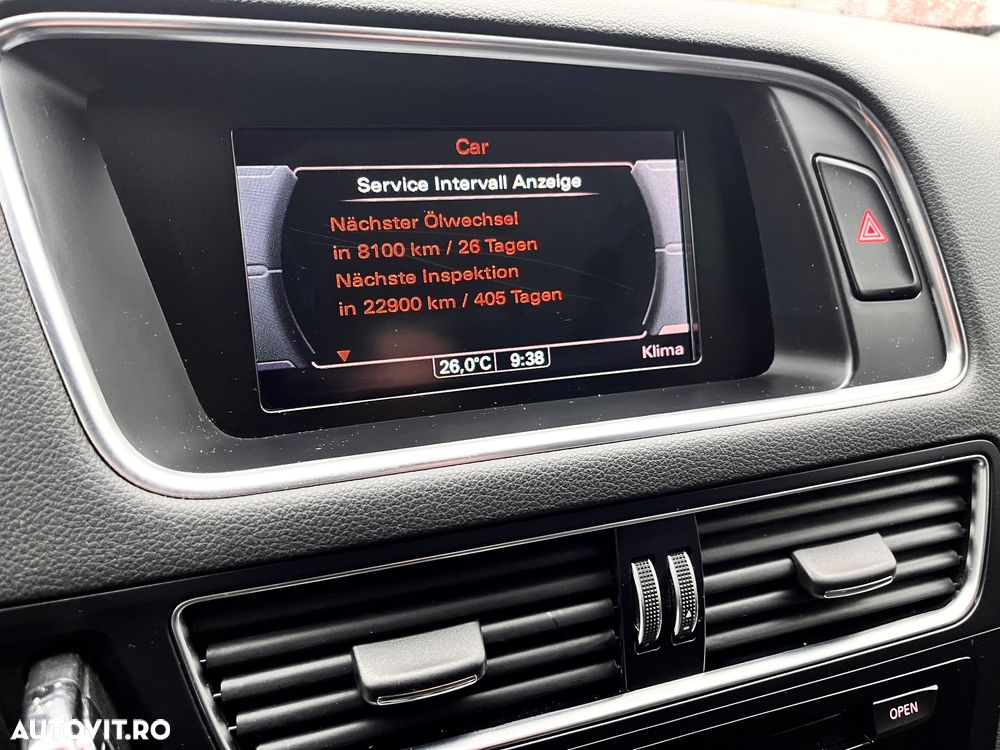 Car
Service Intervall Anzeige
Nächster Ölwechsel
in 8100 km / 26 Tagen
Nächste Inspektion
in 22900 km / 405 Tagen
26,0°C 9:38
Klima
OPEN
AUTOVIT.RO